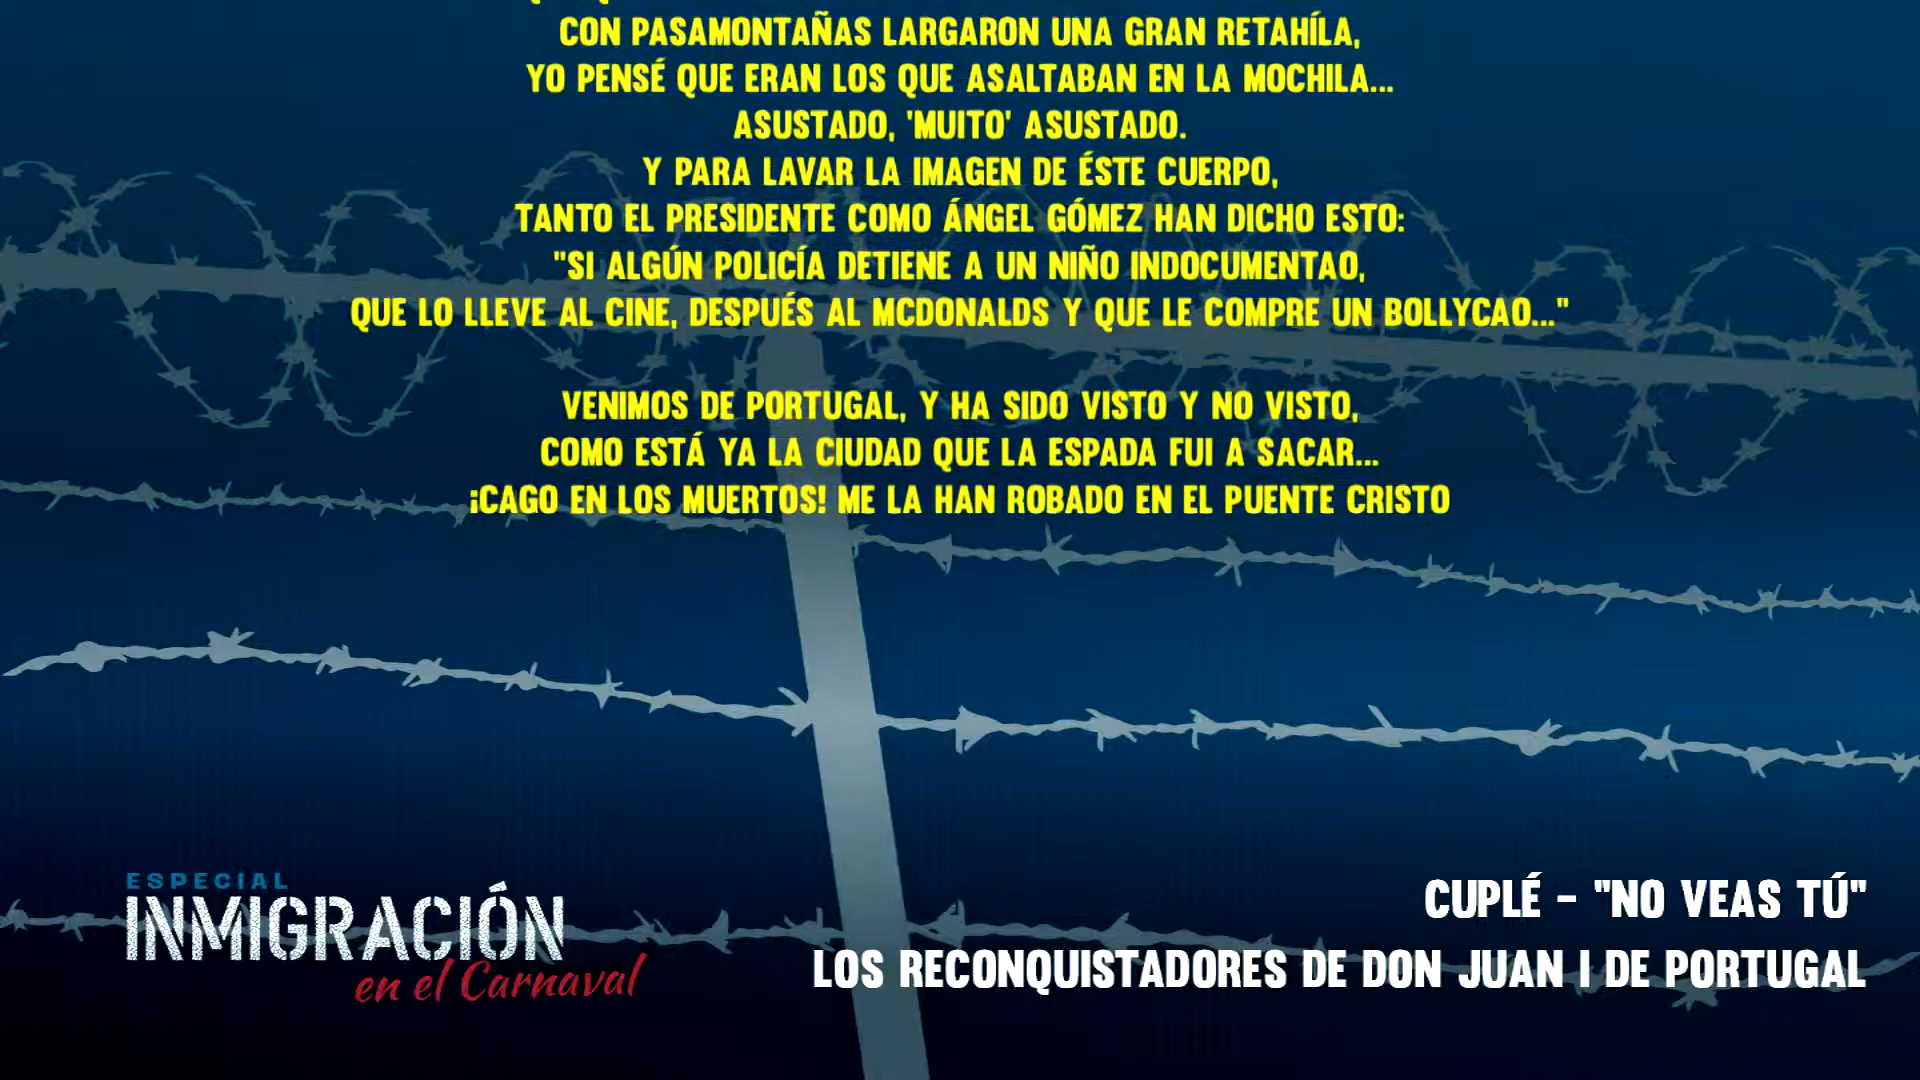 CON PASAMONTAÑAS LARGARON UNA GRAN RETAHÍLA,
YO PENSÉ QUE ERAN LOS QUE ASALTABAN EN LA MOCHILA...
ASUSTADO, 'MUITO' ASUSTADO.
Y PARA LAVAR LA IMAGEN DE ÉSTE CUERPO,
TANTO EL PRESIDENTE COMO ÁNGEL GÓMEZ HAN DICHO ESTO:
"SI ALGÚN POLICÍA DETIENE A UN NIÑO INDOCUMENTAO,
QUE LO LLEVE AL CINE, DESPUÉS AL MCDONALDS Y QUE LE COMPRE UN BOLLYCAO..."
VENIMOS DE PORTUGAL, Y HA SIDO VISTO Y NO VISTO,
COMO ESTÁ YA LA CIUDAD QUE LA ESPADA FUI A SACAR...
¡CAGO EN LOS MUERTOS! ME LA HAN ROBADO EN EL PUENTE CRISTO
ESPECIAL
INMIGRACIÓN
en el Carnaval
CUPLÉ - "NO VEAS TÚ"
LOS RECONQUISTADORES DE DON JUAN I DE PORTUGAL